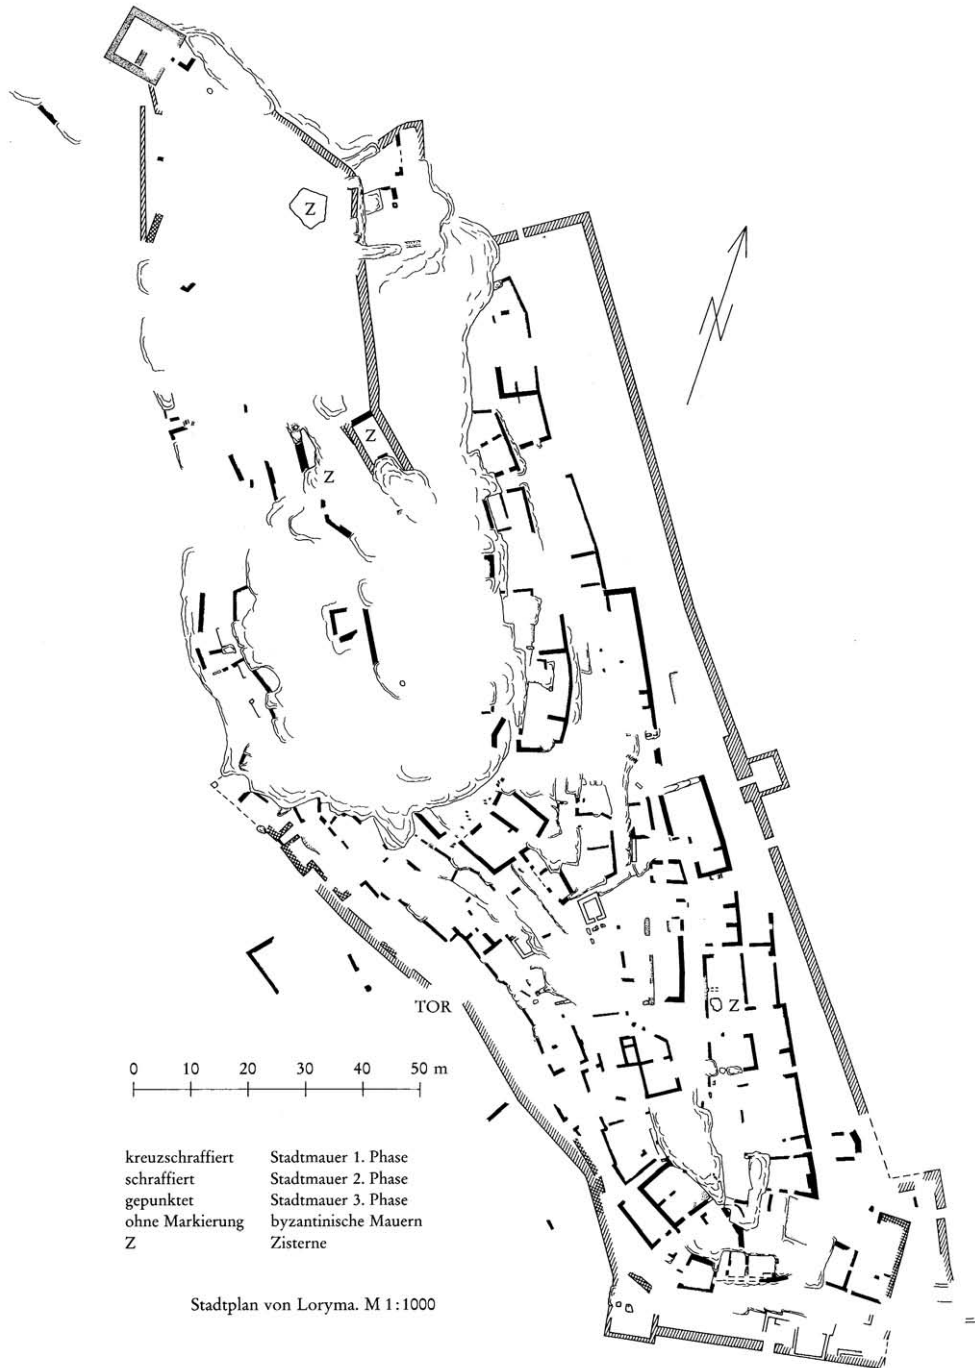 Z
Z
Z
Z
TOR
0 10 20 30 40 50 m
kreuzschraffiert Stadtmauer 1. Phase
schraffiert Stadtmauer 2. Phase
gepunktet Stadtmauer 3. Phase
ohne Markierung byzantinische Mauern
Z Zisterne
Stadtplan von Loryma. M 1:1000